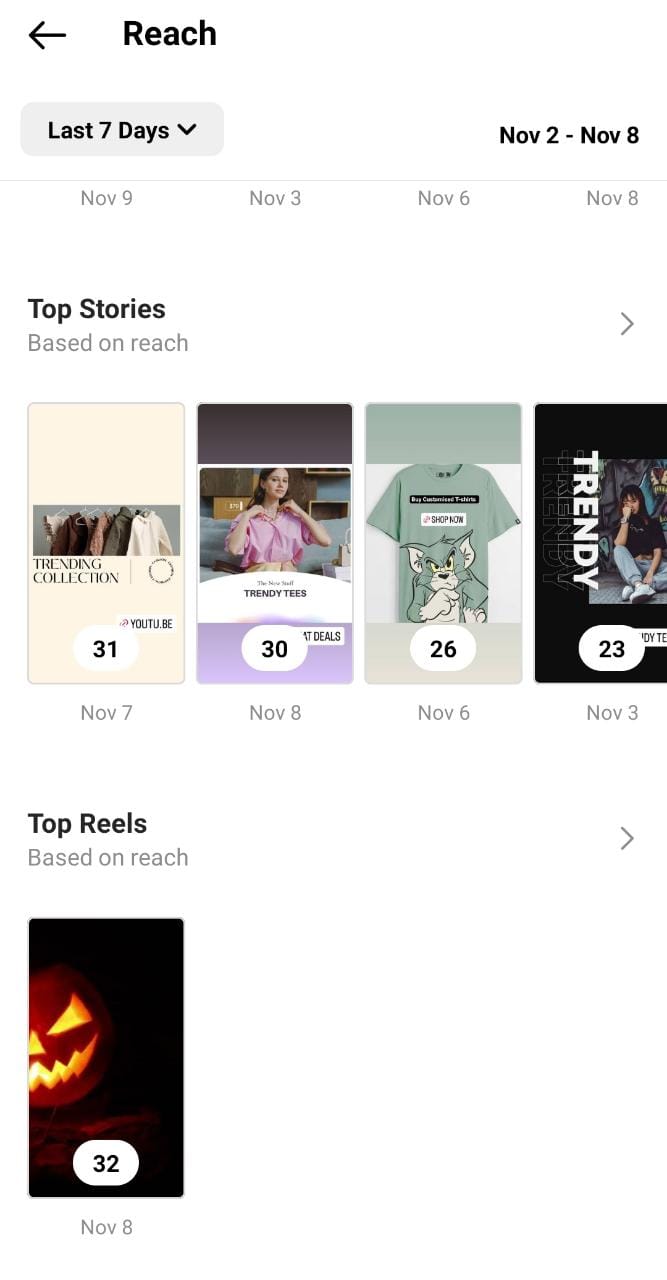 Reach
Last 7 Days
Nov 2 - Nov 8
Nov 9
Nov 3
Nov 6
Nov 8
Top Stories
Based on reach
TRENDING
COLLECTION
YOUTU.BE
31
$70
The New Stuff
TRENDY TEES
AT DEALS
30
Buy Customised T-shirts
SHOP NOW
26
TRENDY
TRENDY
DY TE
23
Nov 7
Nov 8
Nov 6
Nov 3
Top Reels
Based on reach
32
Nov 8